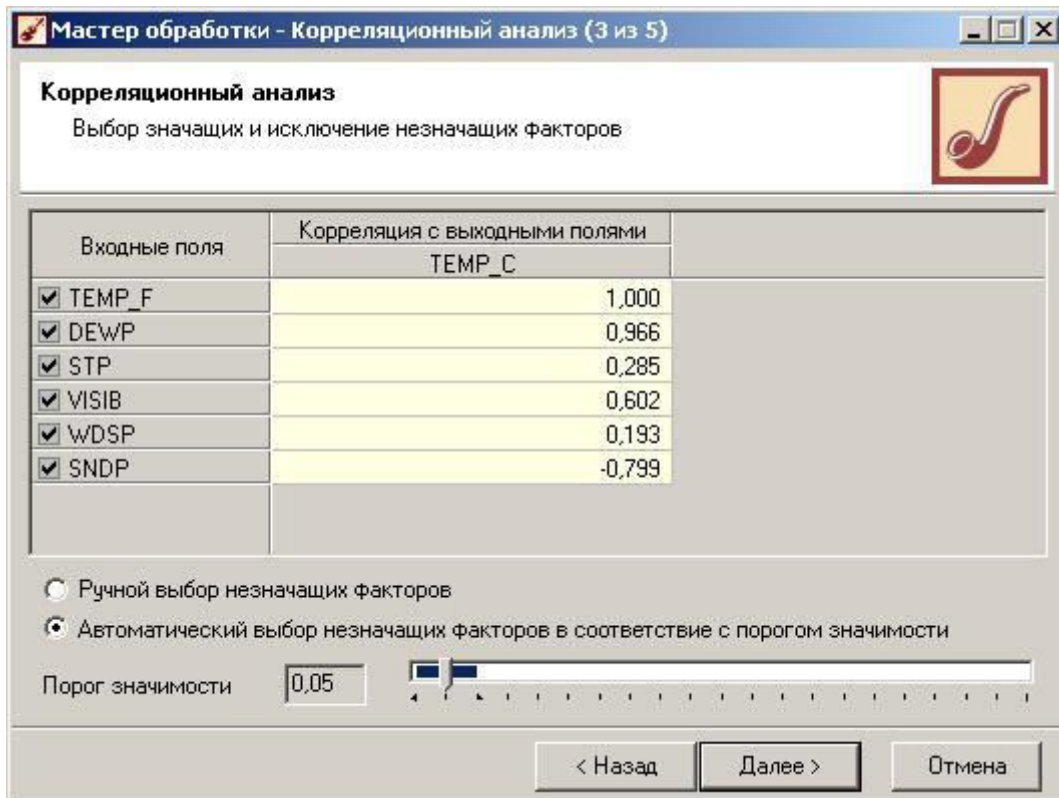 Мастер обработки - Корреляционный анализ (3 из 5)
Корреляционный анализ
Выбор значащих и исключение незначащих факторов
Входные поля
Корреляция с выходными полями
TEMP_C
TEMP_F 1,000
DEWP 0,966
STP 0,285
VISIB 0,602
WDSP 0,193
SNDP -0,799
Ручной выбор незначащих факторов
Автоматический выбор незначащих факторов в соответствие с порогом значимости
Порог значимости 0,05
< Назад Далее > Отмена